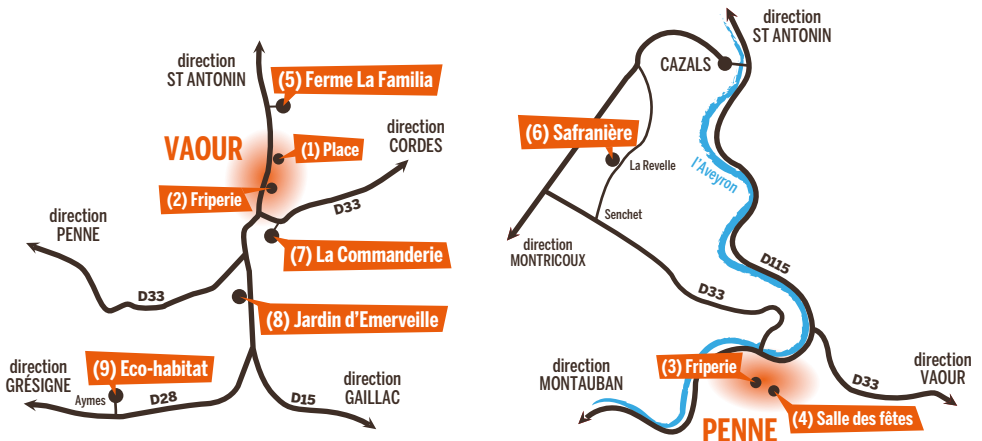 direction
ST ANTONIN
(5) Ferme La Familia
VAOUR
(1) Place
direction
CORDES
(2) Friperie
D33
direction
PENNE
(7) La Commanderie
D33
(8) Jardin d'Emerveille
direction
GRÉSIGNE
(9) Eco-habitat
Aymes
D28
D15
direction
GAILLAC
direction
ST ANTONIN
CAZALS
(6) Safranière
La Revelle
l'Aveyron
Senchet
direction
MONTRICOUX
D115
D33
direction
MONTAUBAN
(3) Friperie
D33
direction
VAOUR
(4) Salle des fêtes
PENNE